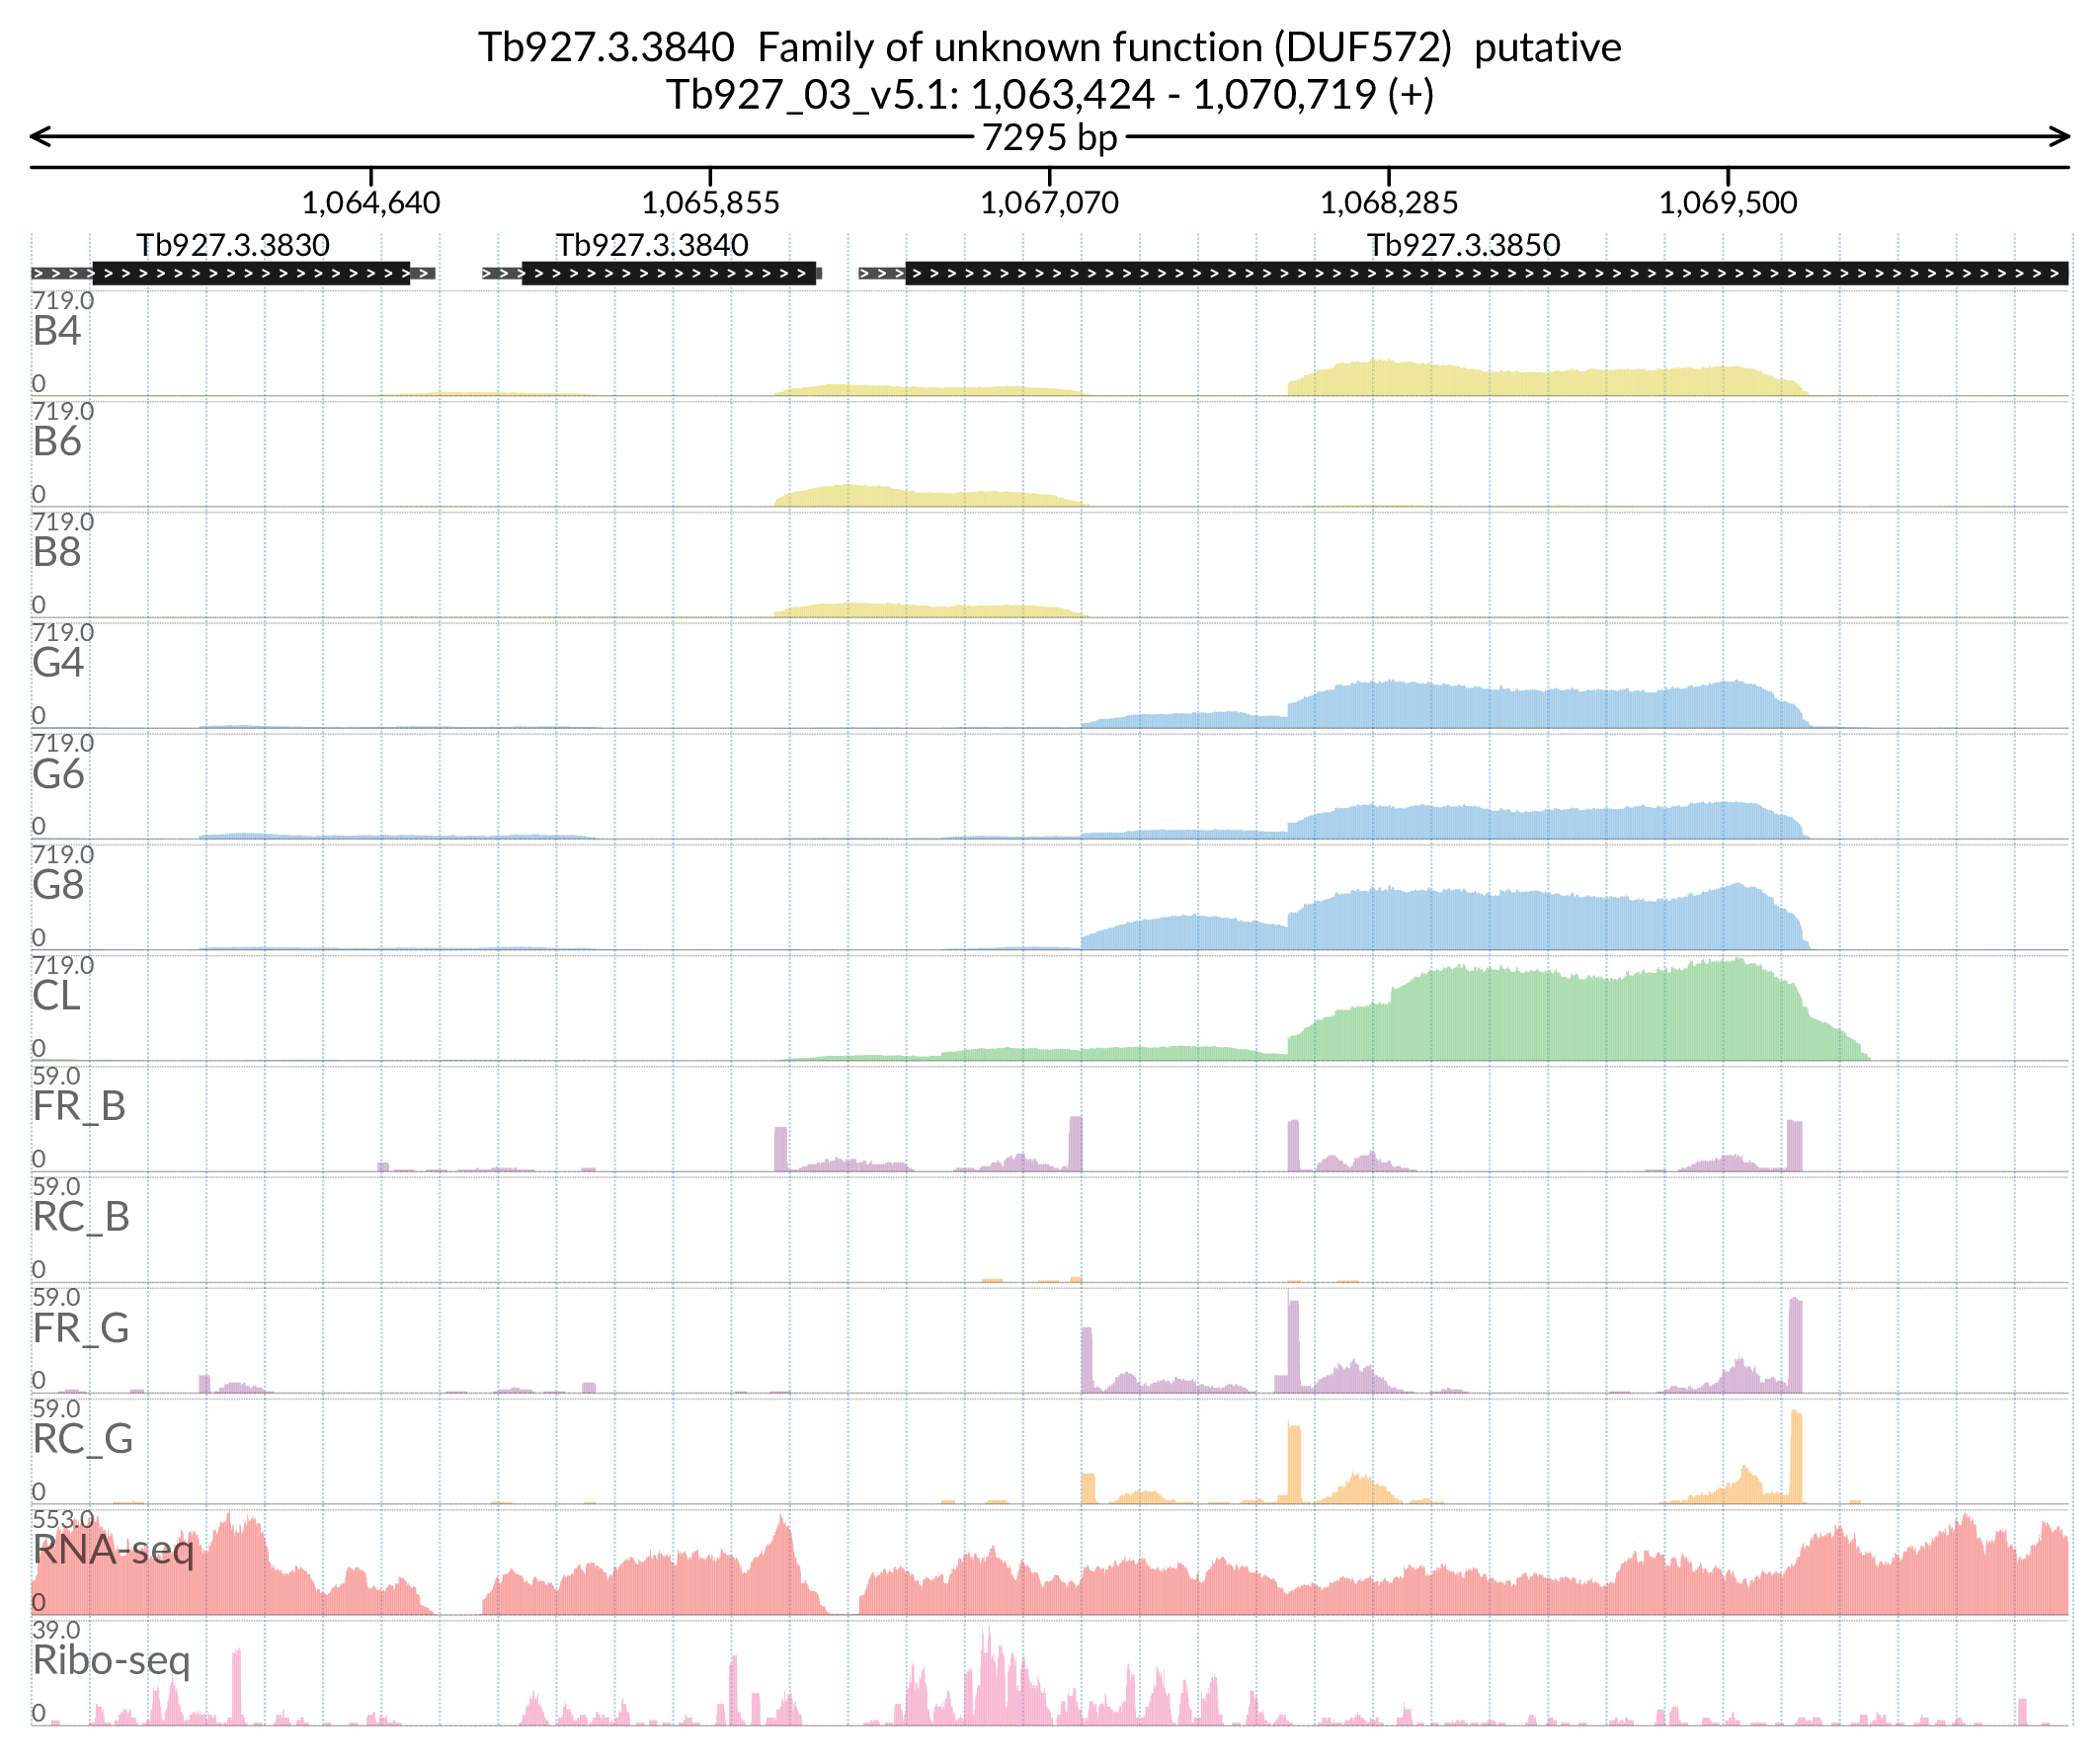 Tb927.3.3840  Family of unknown function (DUF572)  putative
Tb927_03_v5.1: 1,063,424 - 1,070,719 (+)
7295 bp
1,064,640 1,065,855 1,067,070 1,068,285 1,069,500
Tb927.3.3830 Tb927.3.3840 Tb927.3.3850
719.0
B4
0
719.0
B6
0
719.0
B8
0
719.0
G4
0
719.0
G6
0
719.0
G8
0
719.0
CL
0
59.0
FR_B
0
59.0
RC_B
0
59.0
FR_G
0
59.0
RC_G
0
553.0
RNA-seq
0
39.0
Ribo-seq
0